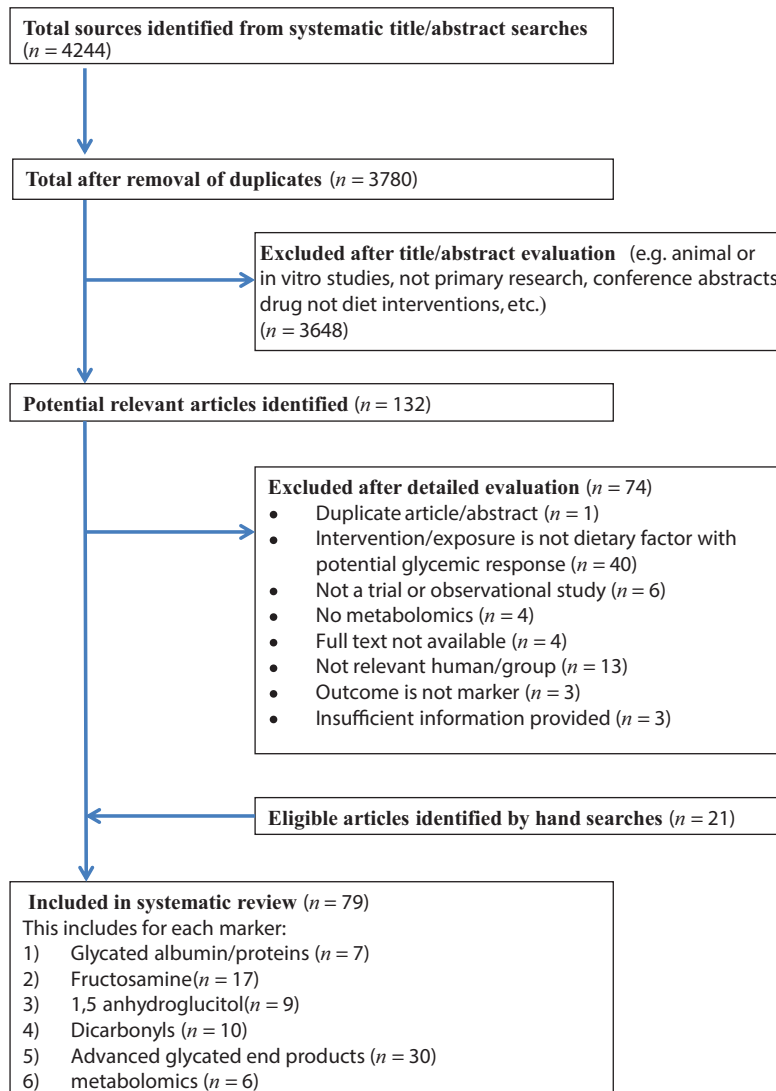 Total sources identified from systematic title/abstract searches
(n = 4244)
Total after removal of duplicates (n = 3780)
Excluded after title/abstract evaluation (e.g. animal or
in vitro studies, not primary research, conference abstracts
drug not diet interventions, etc.)
(n = 3648)
Potential relevant articles identified (n = 132)
Excluded after detailed evaluation (n = 74)
• Duplicate article/abstract (n = 1)
• Intervention/exposure is not dietary factor with
potential glycemic response (n = 40)
• Not a trial or observational study (n = 6)
• No metabolomics (n = 4)
• Full text not available (n = 4)
• Not relevant human/group (n = 13)
• Outcome is not marker (n = 3)
• Insufficient information provided (n = 3)
Eligible articles identified by hand searches (n = 21)
Included in systematic review (n = 79)
This includes for each marker:
1) Glycated albumin/proteins (n = 7)
2) Fructosamine(n = 17)
3) 1,5 anhydroglucitol(n = 9)
4) Dicarbonyls (n = 10)
5) Advanced glycated end products (n = 30)
6) metabolomics (n = 6)